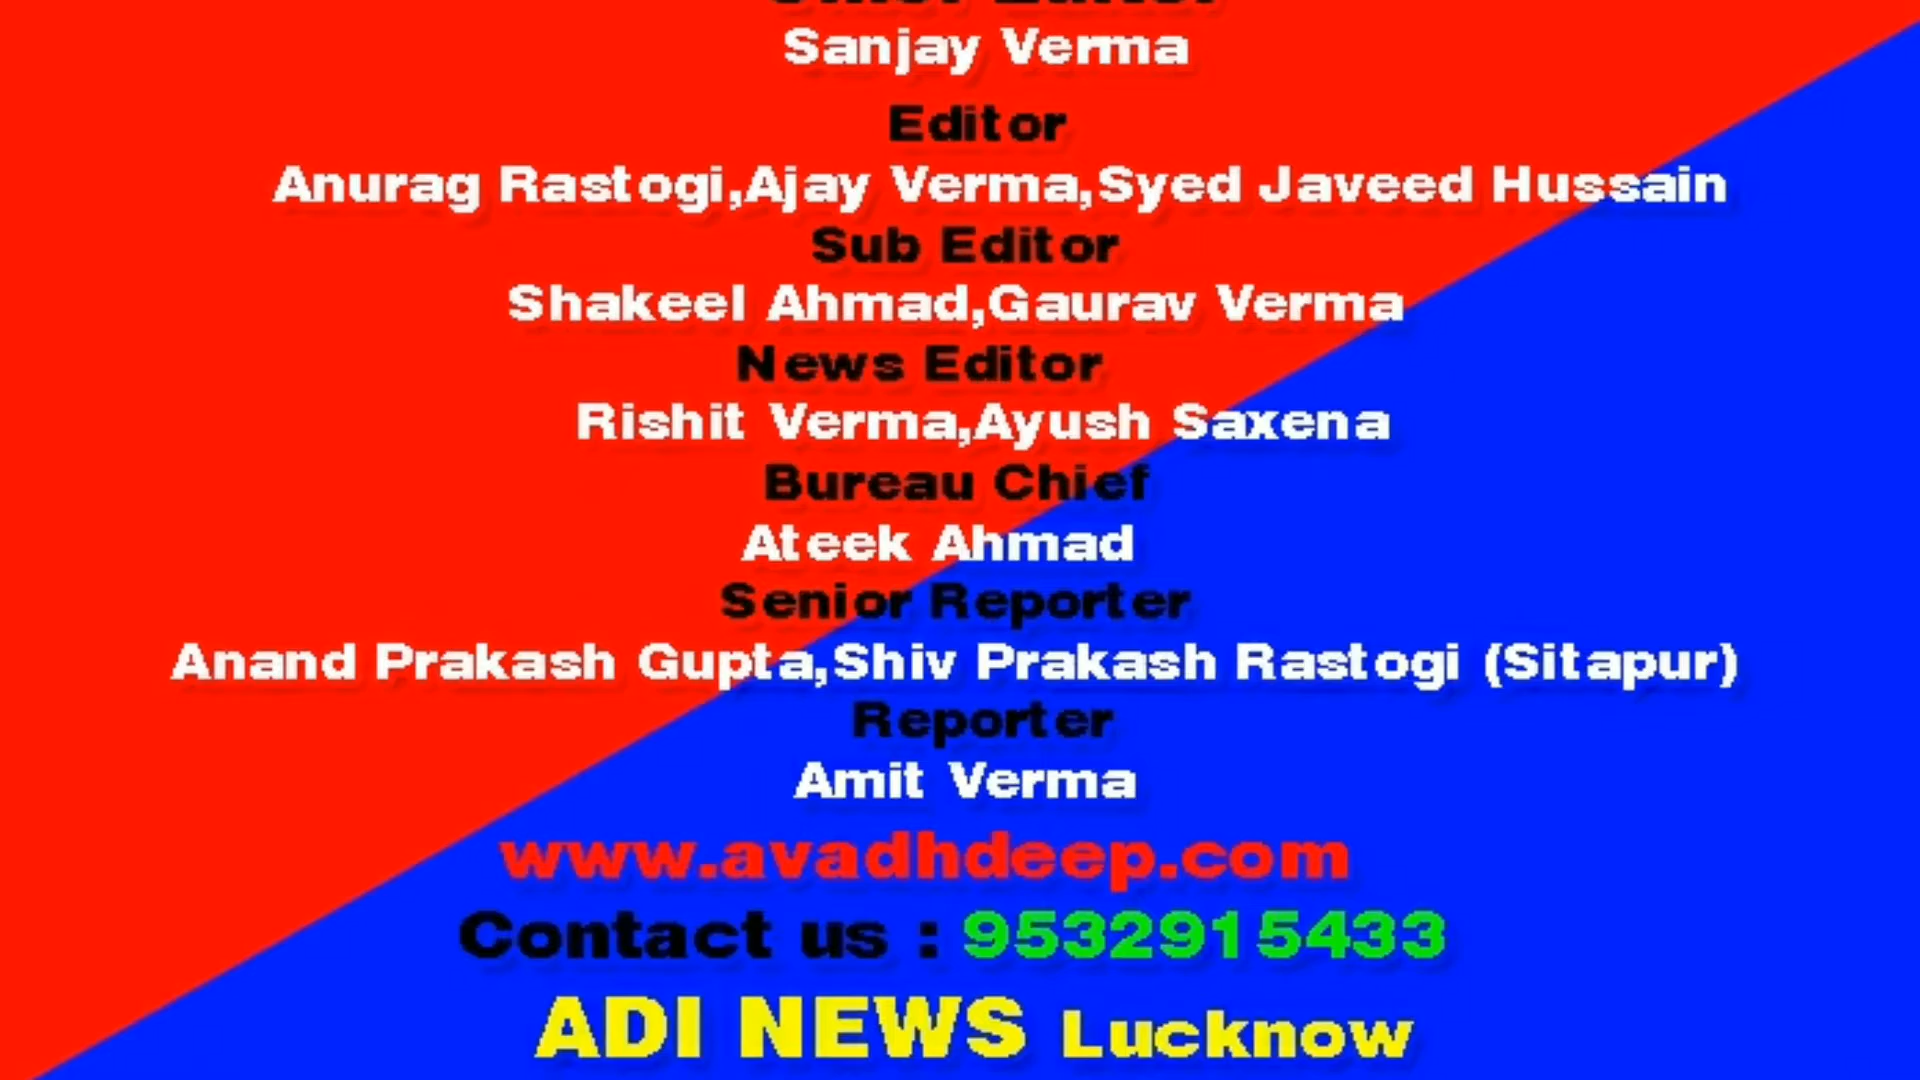 Chief Editor
Sanjay Verma
Editor
Anurag Rastogi,Ajay Verma,Syed Javeed Hussain
Sub Editor
Shakeel Ahmad,Gaurav Verma
News Editor
Rishit Verma,Ayush Saxena
Bureau Chief
Ateek Ahmad
Senior Reporter
Anand Prakash Gupta,Shiv Prakash Rastogi (Sitapur)
Reporter
Amit Verma
www.avadhdeep.com
Contact us : 9532915433
ADI NEWS Lucknow